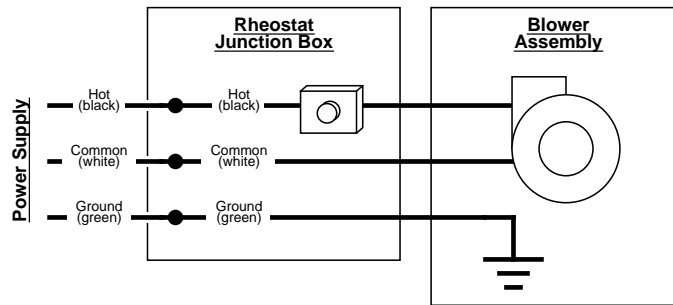 Rheostat
Junction Box
Blower
Assembly
Power Supply
Hot
(black)
Hot
(black)
Common
(white)
Common
(white)
Ground
(green)
Ground
(green)